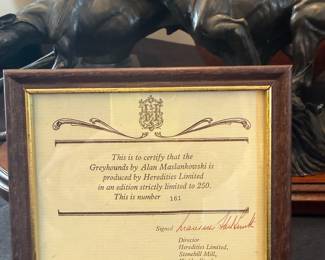 This is to certify that the
Greyhounds by Alan Maslankowski is
produced by Heredities Limited
in an edition strictly limited to 250.
This is number 161
Signed
Director
Heredities Limited,
Stonehill Mill,